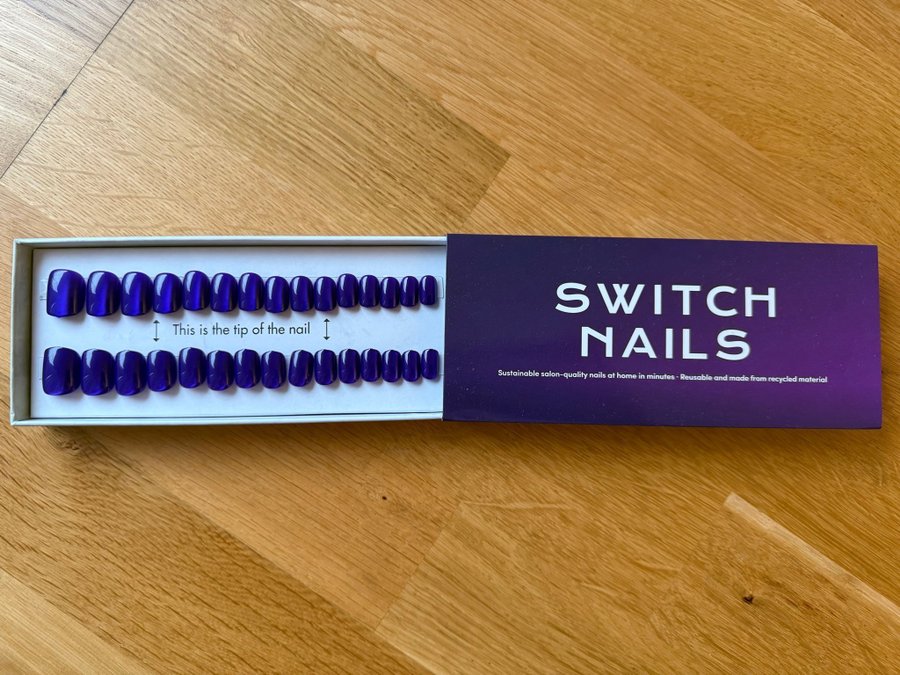 This is the tip of the nail
SWITCH
NAILS
Sustainable salon-quality nails at home in minutes · Reusable and made from recycled material